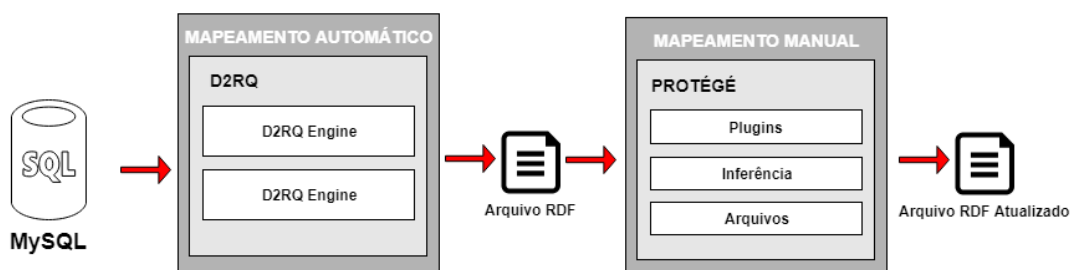 SQL
MySQL
MAPEAMENTO AUTOMÁTICO
D2RQ
D2RQ Engine
D2RQ Engine
Arquivo RDF
MAPEAMENTO MANUAL
PROTÉGÉ
Plugins
Inferência
Arquivos
Arquivo RDF Atualizado